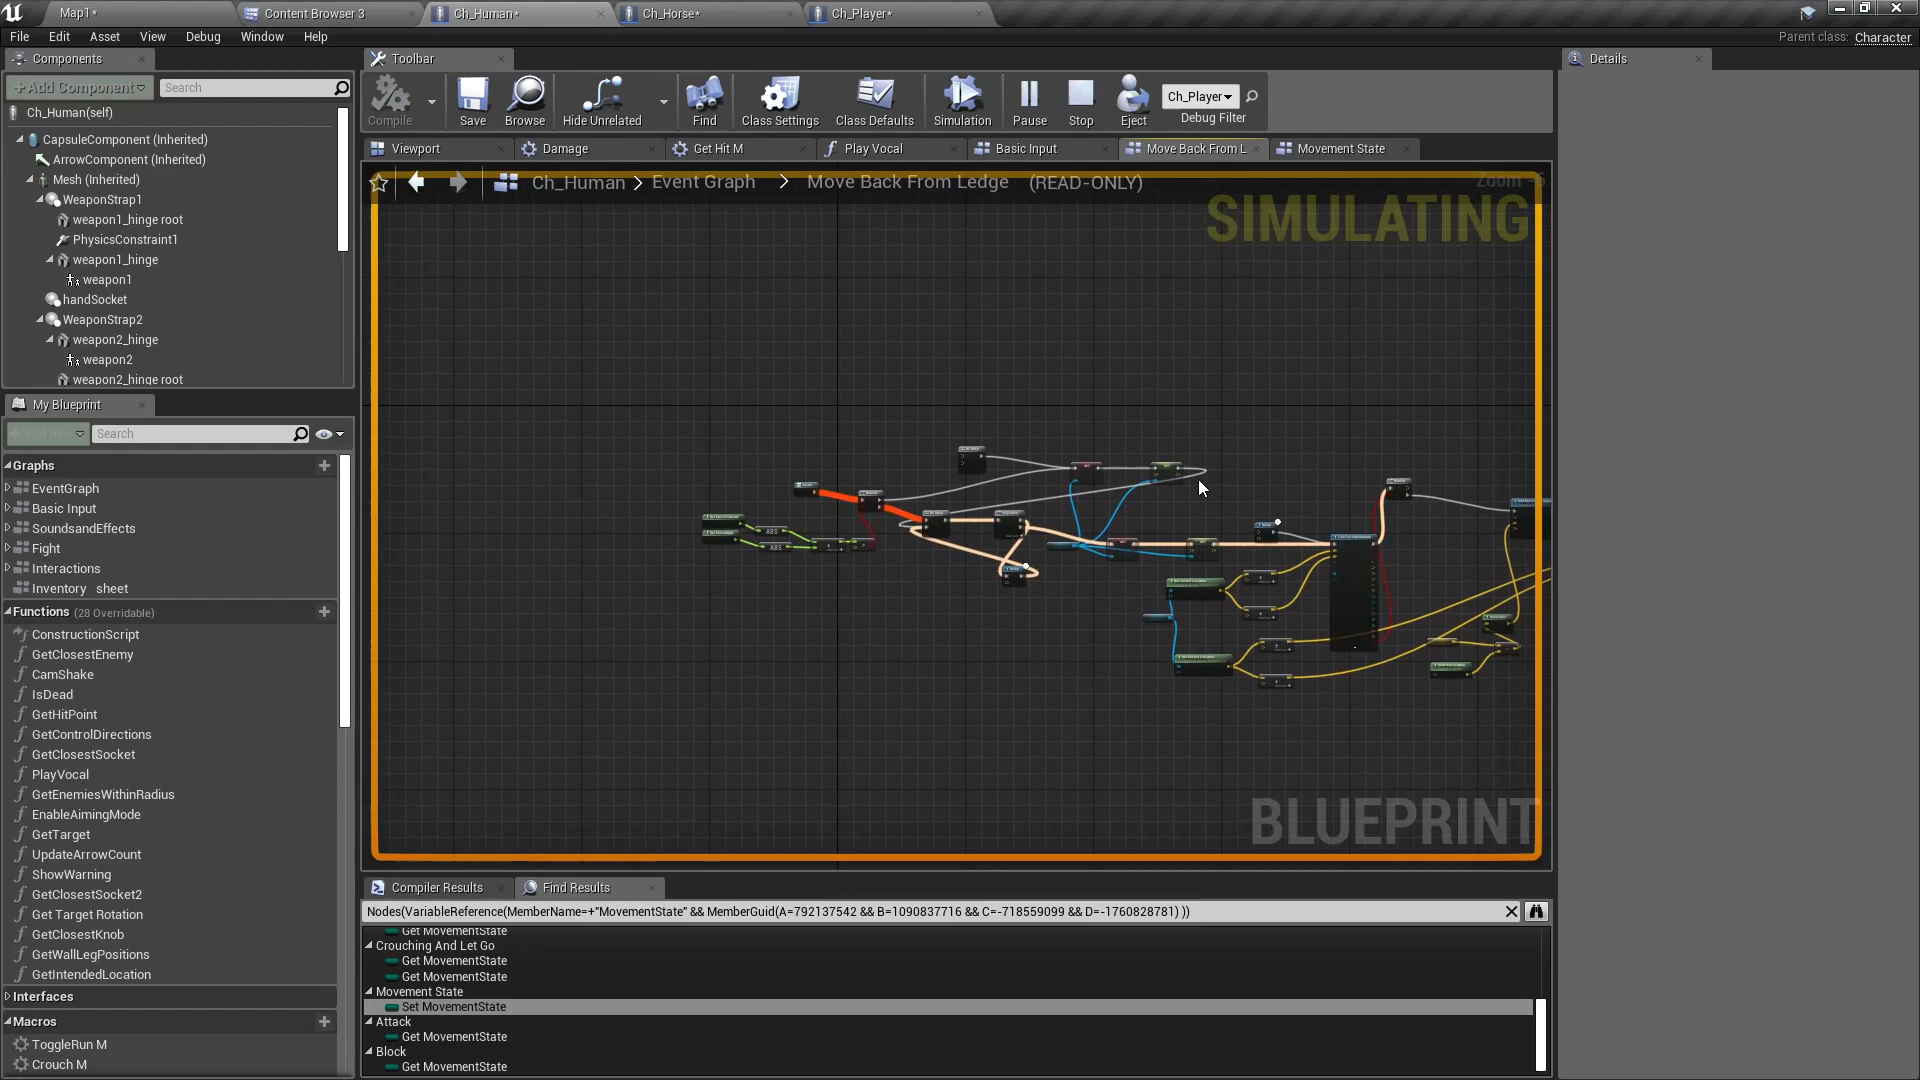 Map1*
Content Browser 3
Ch_Human*
Ch_Horse*
Ch_Player*
File Edit Asset View Debug Window Help
Parent class: Character
Components
+Add Component
Search
Ch_Human(self)
CapsuleComponent (Inherited)
ArrowComponent (Inherited)
Mesh (Inherited)
WeaponStrap1
weapon1_hinge root
PhysicsConstraint1
weapon1_hinge
weapon1
handSocket
WeaponStrap2
weapon2_hinge
weapon2
weapon2_hinge root
My Blueprint
+Add New
Search
Graphs
EventGraph
Basic Input
SoundsandEffects
Fight
Interactions
Inventory sheet
Functions (28 Overridable)
ConstructionScript
GetClosestEnemy
CamShake
IsDead
GetHitPoint
GetControlDirections
GetClosestSocket
PlayVocal
GetEnemiesWithinRadius
EnableAimingMode
GetTarget
UpdateArrowCount
ShowWarning
GetClosestSocket2
Get Target Rotation
GetClosestKnob
GetWallLegPositions
GetIntendedLocation
Interfaces
Macros
ToggleRun M
Crouch M
Toolbar
Compile
Save
Browse
Hide Unrelated
Find
Class Settings
Class Defaults
Simulation
Pause
Stop
Eject
Ch_Player
Debug Filter
Viewport
Damage
Get Hit M
Play Vocal
Basic Input
Move Back From L
Movement State
Ch_Human > Event Graph > Move Back From Ledge (READ-ONLY)
Zoom -6
SIMULATING
ABS
ABS
BLUEPRINT
Compiler Results
Find Results
Nodes(VariableReference(MemberName=+"MovementState" && MemberGuid(A=792137542 && B=1090837716 && C=-718559099 && D=-1760828781) ))
Get MovementState
Crouching And Let Go
Get MovementState
Get MovementState
Movement State
Set MovementState
Attack
Get MovementState
Block
Get MovementState
Details